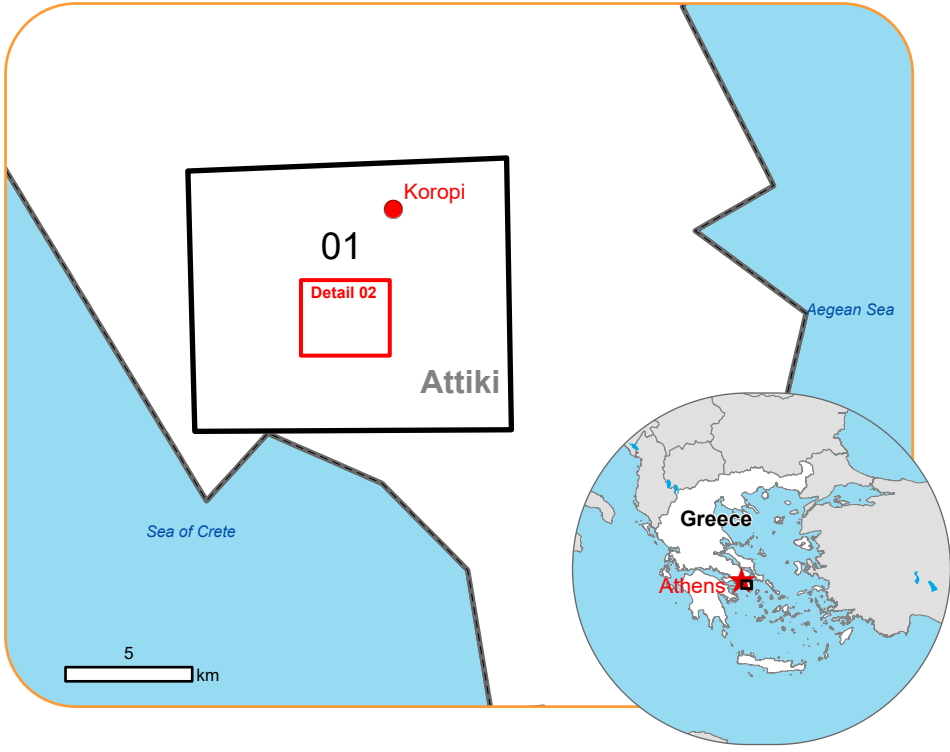 Koropi
01
Detail 02
Aegean Sea
Attiki
Sea of Crete
Greece
Athens
5
km